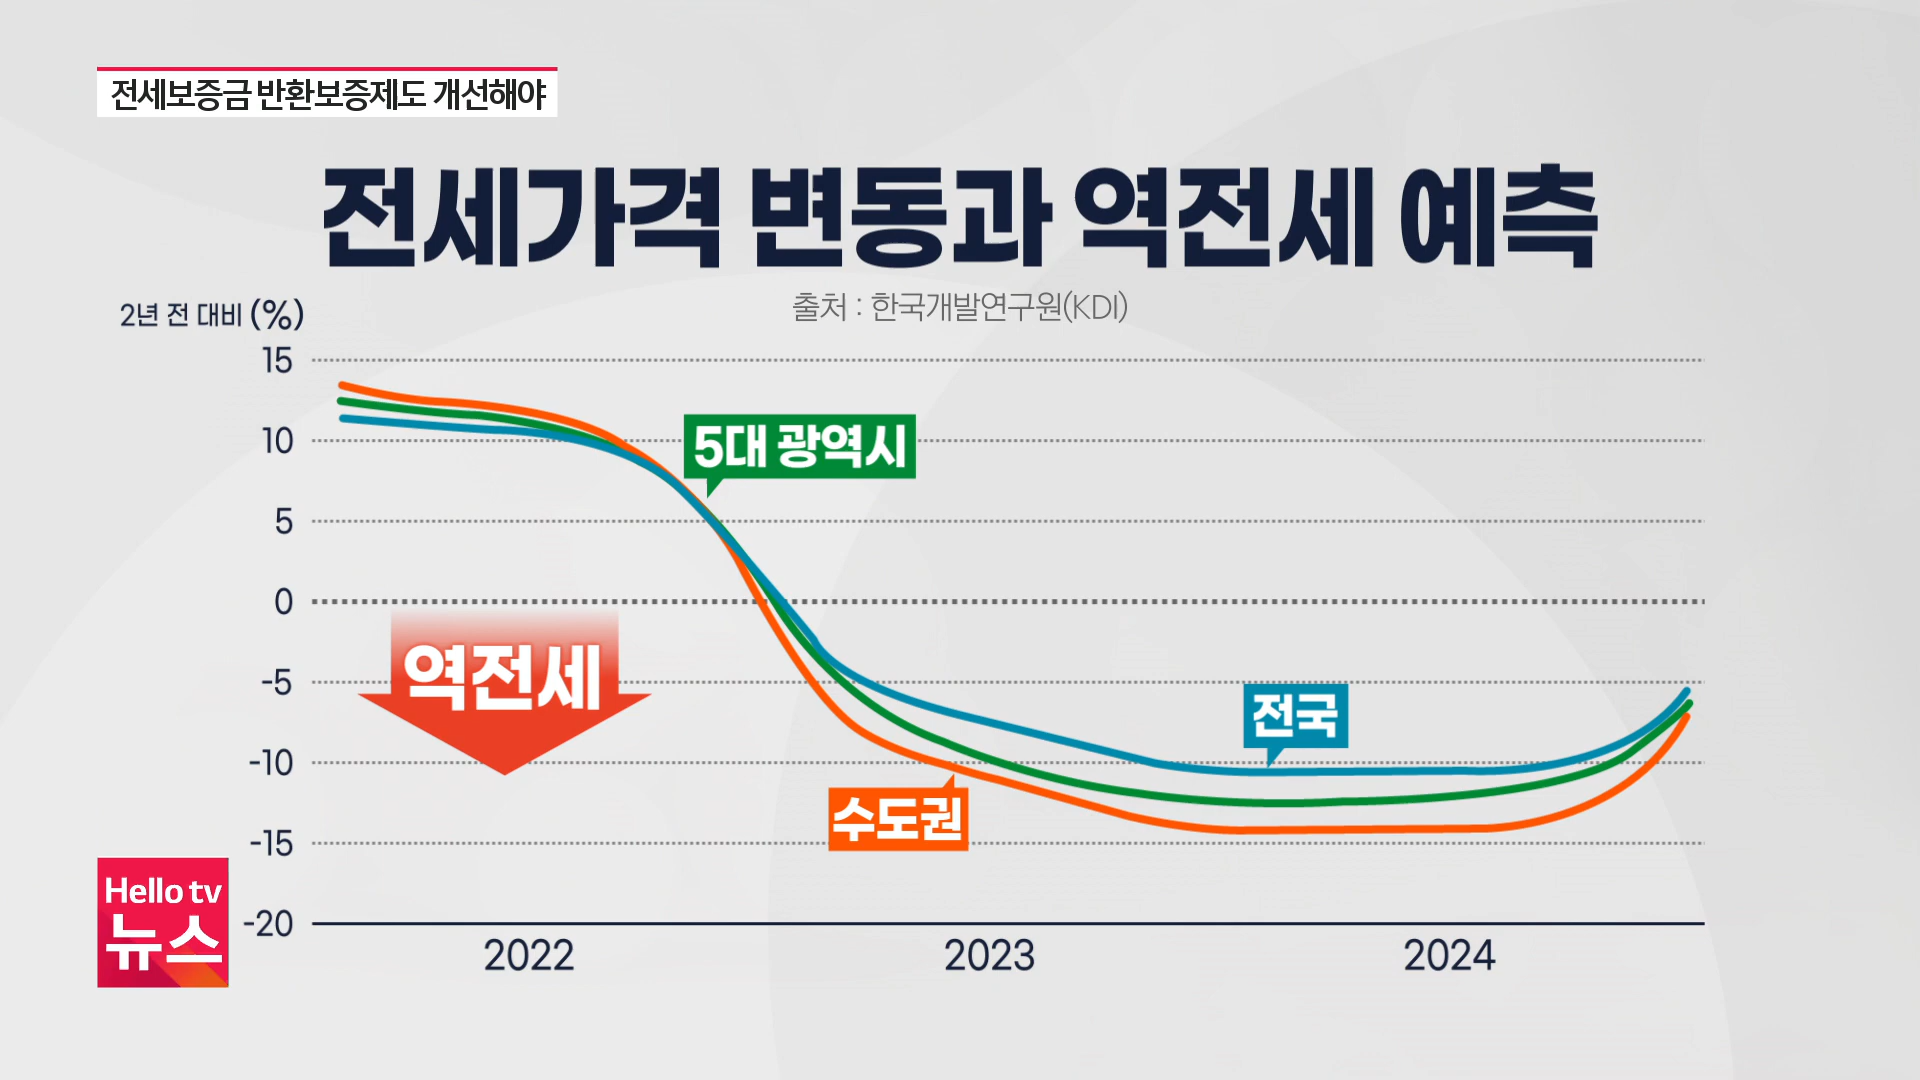 전세보증금 반환보증제도 개선해야
전세가격 변동과 역전세 예측
출처 : 한국개발연구원(KDI)
2년 전 대비 (%)
15
10
5
0
-5
-10
-15
-20
5대 광역시
역전세
전국
수도권
2022
2023
2024
Hello tv
뉴스